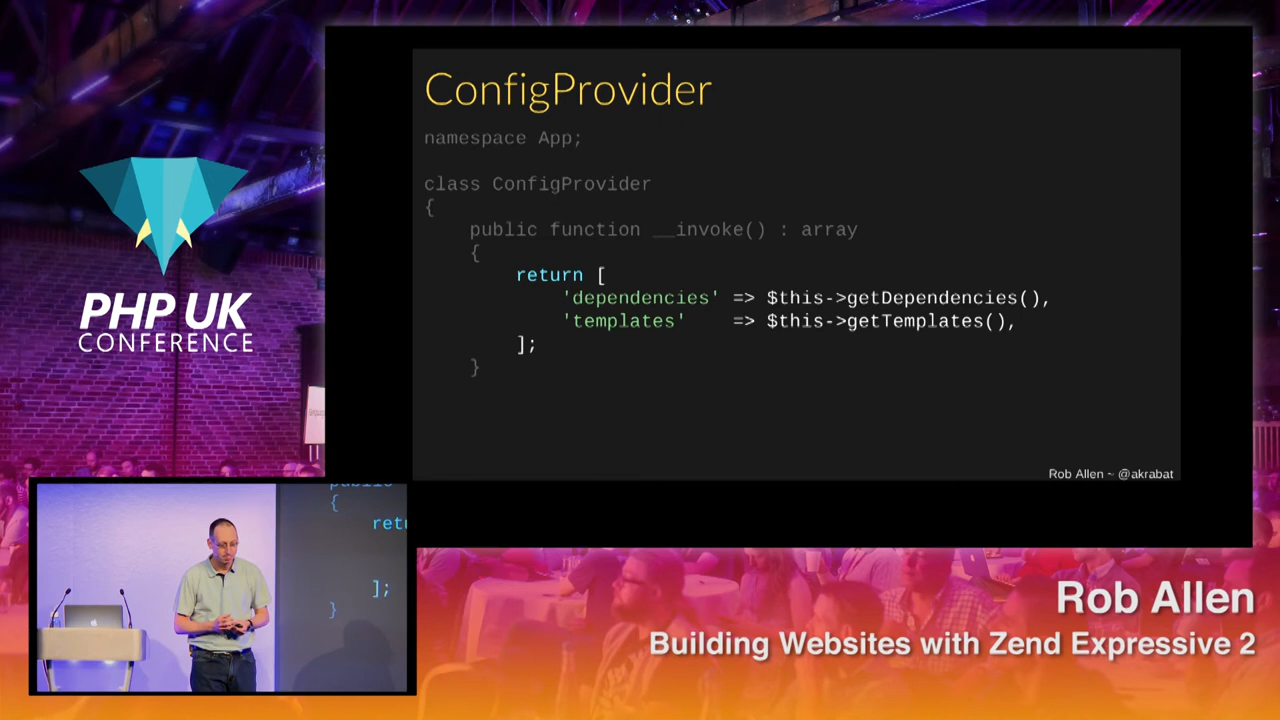 ConfigProvider
namespace App;
class ConfigProvider
{
public function __invoke() : array
{
return [
'dependencies' => $this->getDependencies(),
'templates' => $this->getTemplates(),
];
}
Rob Allen ~ @akrabat
PHP UK
CONFERENCE
{
retu
];
}
Rob Allen
Building Websites with Zend Expressive 2